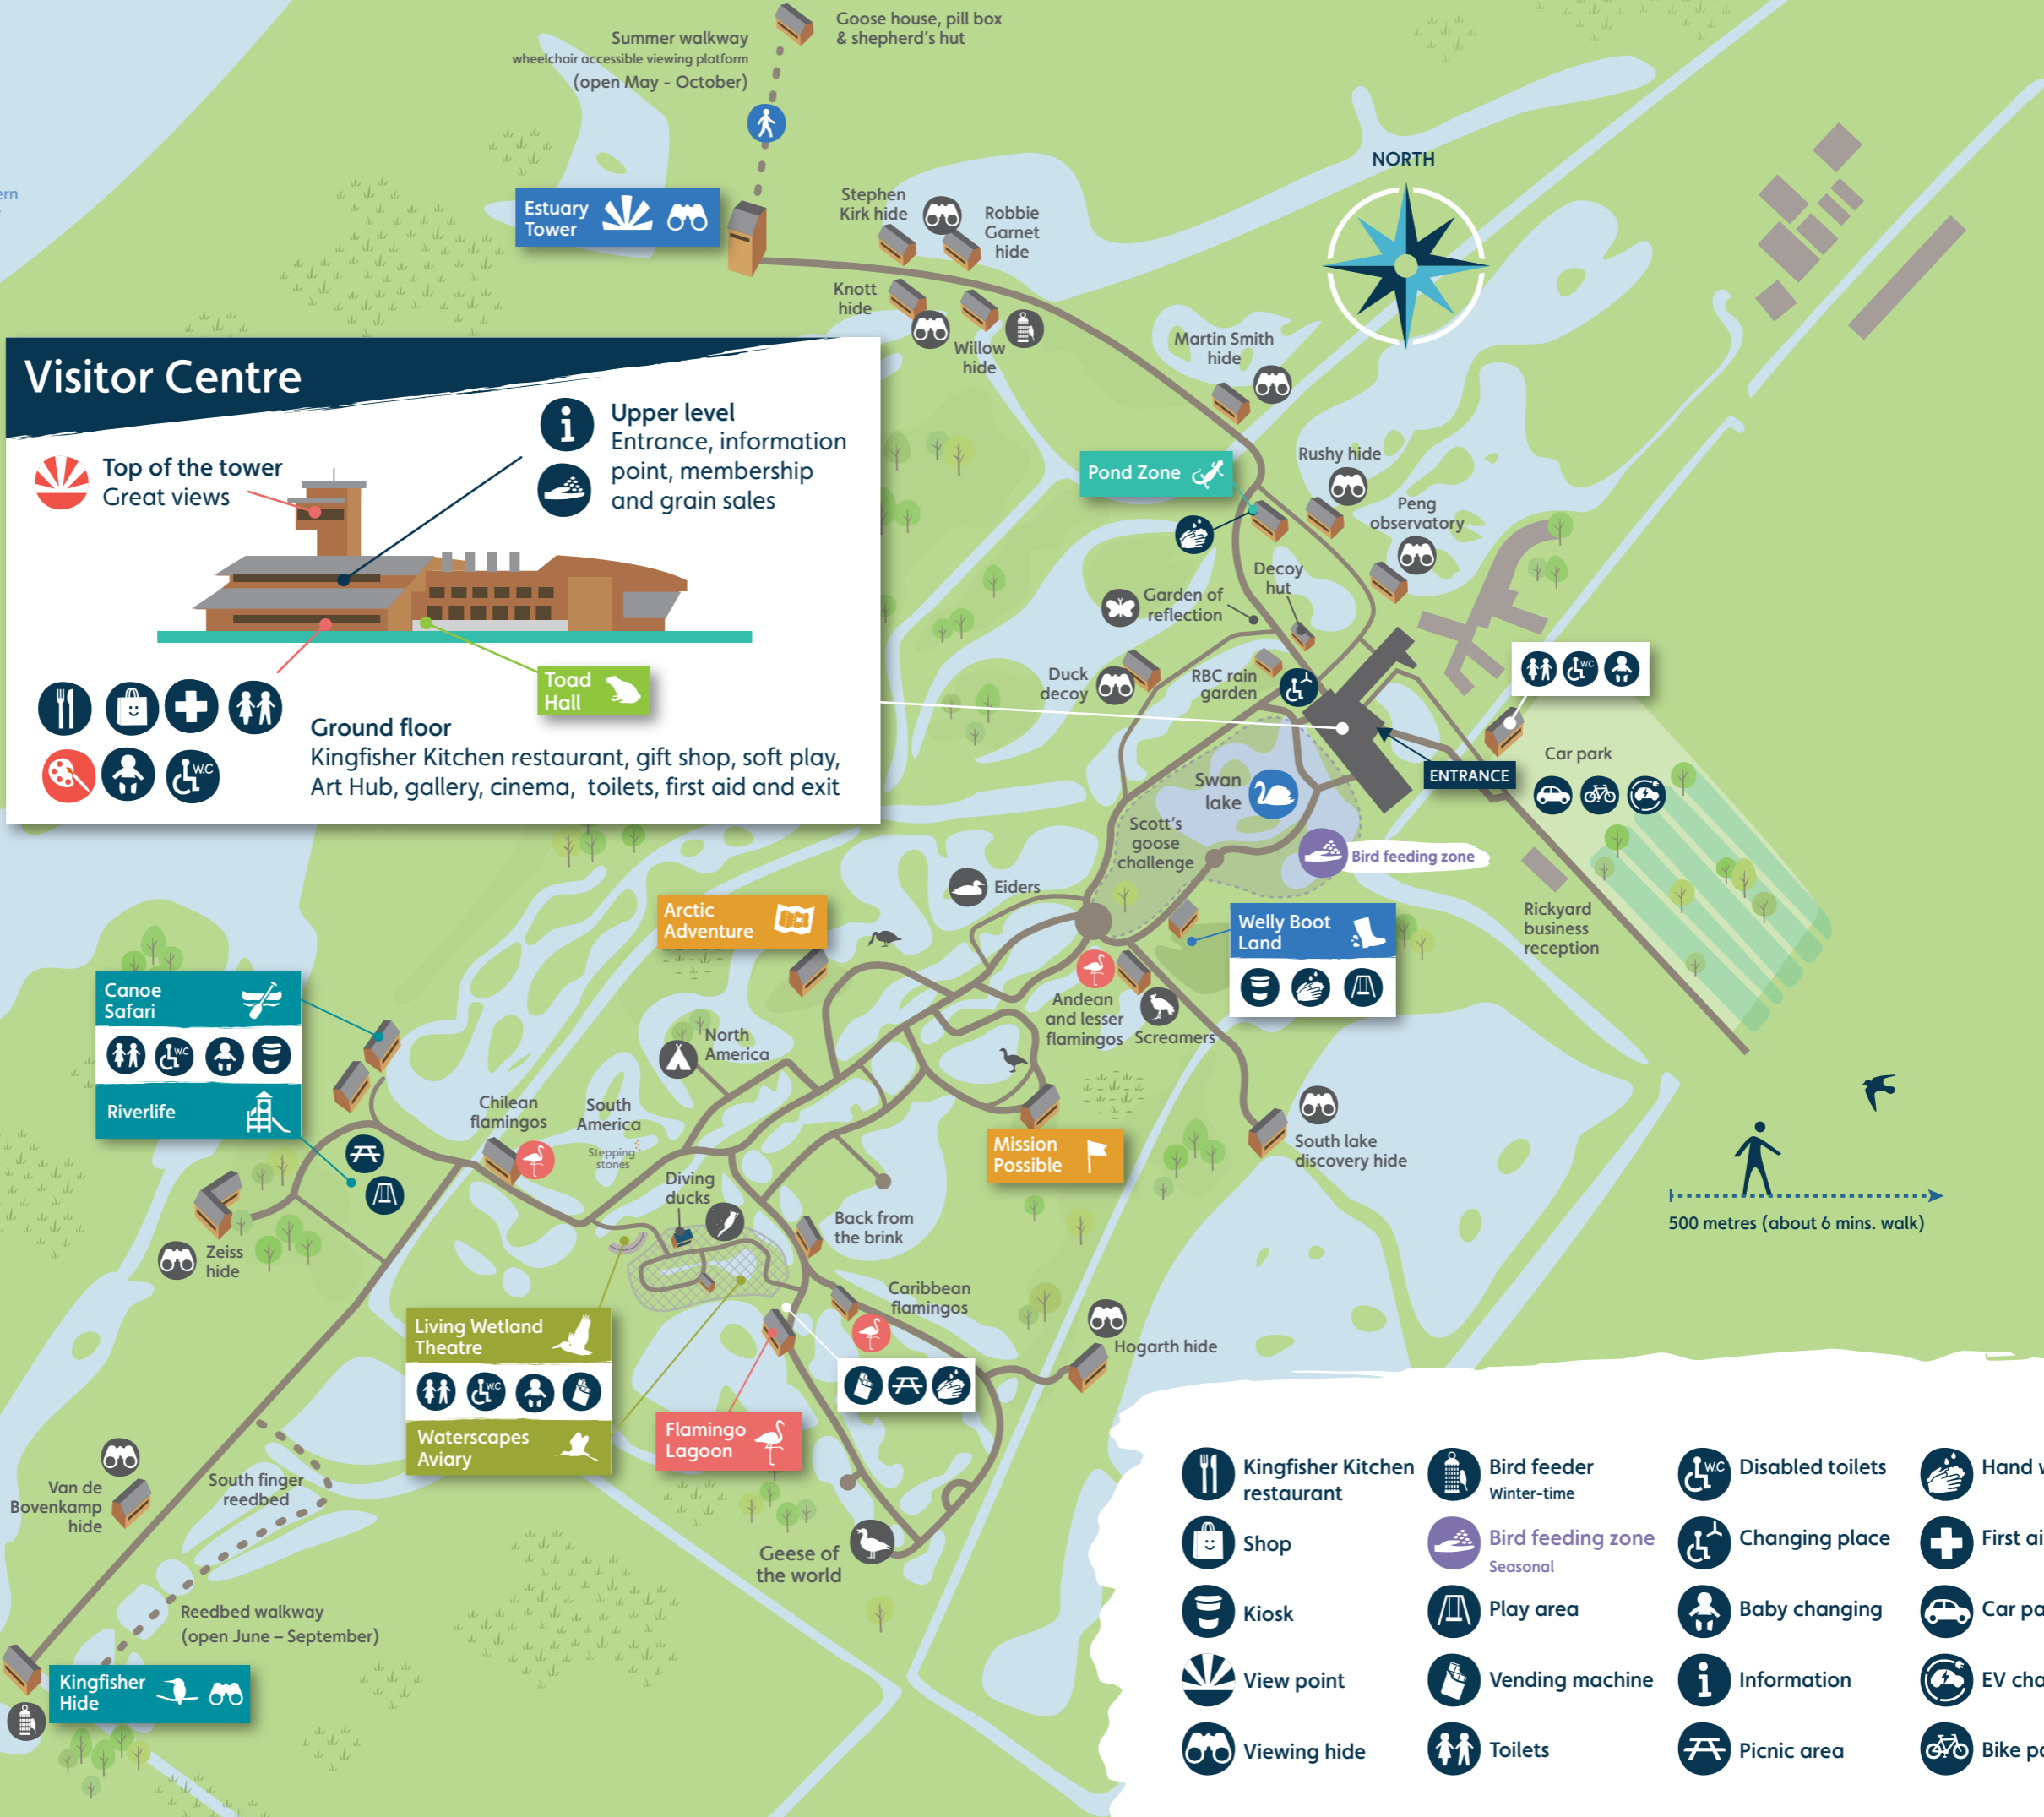 Goose house, pill box
& shepherd's hut
Summer walkway
wheelchair accessible viewing platform
(open May - October)
NORTH
Estuary
Tower
Stephen
Kirk hide
Robbie
Garnet
hide
Knott
hide
Willow
hide
Martin Smith
hide
Visitor Centre
Top of the tower
Great views
Upper level
Entrance, information
point, membership
and grain sales
Toad
Hall
Ground floor
Kingfisher Kitchen restaurant, gift shop, soft play,
Art Hub, gallery, cinema, toilets, first aid and exit
W.C
Pond Zone
Rushy hide
Peng
observatory
Decoy
hut
Garden of
reflection
Duck
decoy
RBC rain
garden
W.C
Car park
ENTRANCE
Swan
lake
Scott's
goose
challenge
Bird feeding zone
Rickyard
business
reception
Eiders
Arctic
Adventure
Welly Boot
Land
Andean
and lesser
flamingos
Screamers
Canoe
Safari
W.C
Riverlife
North
America
Chilean
flamingos
South
America
Stepping
stones
Mission
Possible
South lake
discovery hide
500 metres (about 6 mins. walk)
Diving
ducks
Back from
the brink
Zeiss
hide
Caribbean
flamingos
Living Wetland
Theatre
W.C
Waterscapes
Aviary
Flamingo
Lagoon
Hogarth hide
Van de
Bovenkamp
hide
South finger
reedbed
Geese of
the world
Reedbed walkway
(open June – September)
Kingfisher
Hide
Kingfisher Kitchen
restaurant
Shop
Kiosk
View point
Viewing hide
Bird feeder
Winter-time
Bird feeding zone
Seasonal
Play area
Vending machine
Toilets
W.C
Disabled toilets
Changing place
Baby changing
Information
Picnic area
Hand
First
Car
EV
Bike